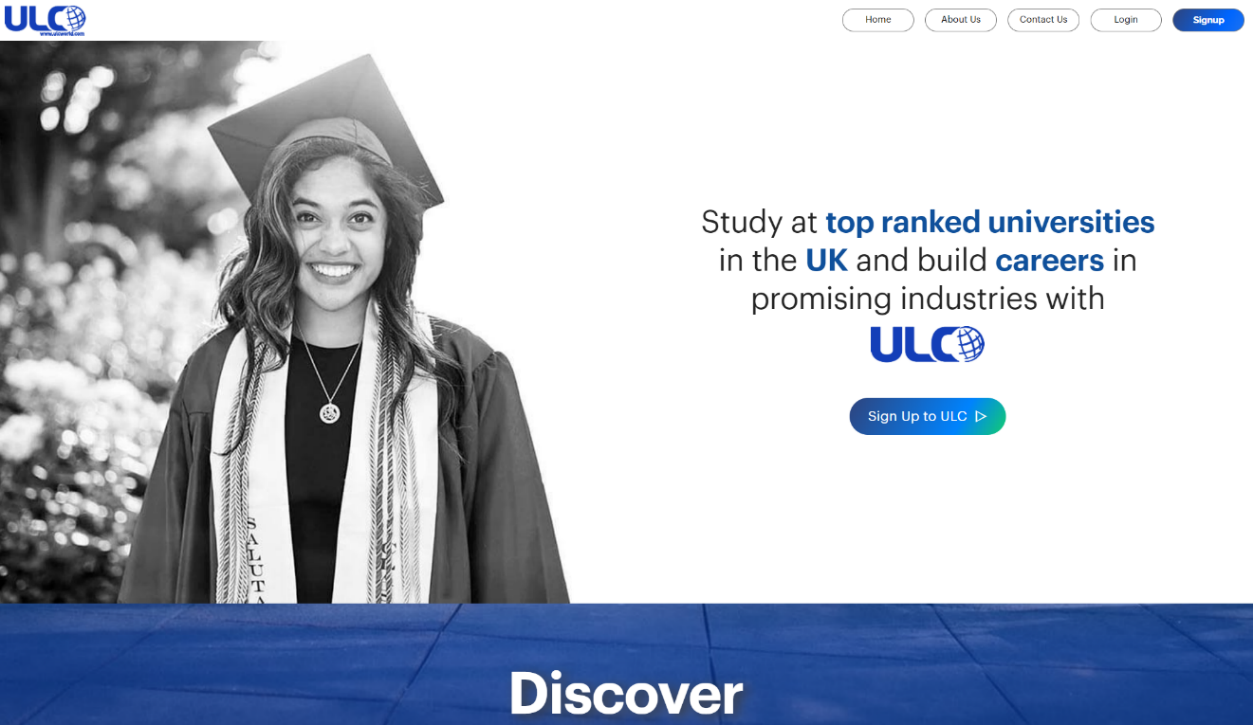 ULC
www.ulcworld.com
Home
About Us
Contact Us
Login
Signup
Study at top ranked universities
in the UK and build careers in
promising industries with
ULC
Sign Up to ULC
SALUTA
Discover